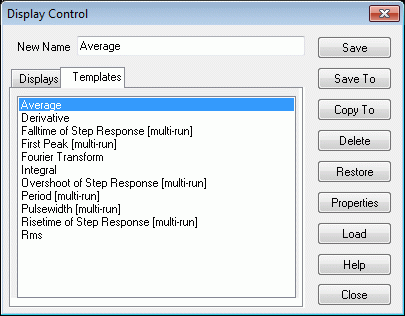 Display Control
New Name Average
Save
Displays Templates
Save To
Average
Derivative
Falltime of Step Response [multi-run]
First Peak [multi-run]
Fourier Transform
Integral
Overshoot of Step Response [multi-run]
Period [multi-run]
Pulsewidth [multi-run]
Risetime of Step Response [multi-run]
Rms
Copy To
Delete
Restore
Properties
Load
Help
Close